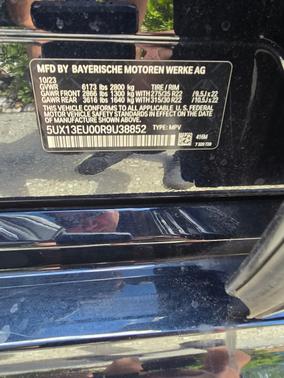 MFD BY BAYERISCHE MOTOREN WERKE AG
10/23
GVWR 6173 lbs 2800 kg TIRE / RIM
GAWR FRONT 2866 lbs 1300 kg WITH 275/35 R22 /9,5J x 22
GAWR REAR 3616 lbs 1640 kg WITH 315/30 R22 /10,5J x 22
THIS VEHICLE CONFORMS TO ALL APPLICABLE U.S. FEDERAL
MOTOR VEHICLE SAFETY STANDARDS IN EFFECT ON THE DATE OF
MANUFACTURE SHOWN ABOVE.
5UX13EU00R9U38852 TYPE: MPV
416M